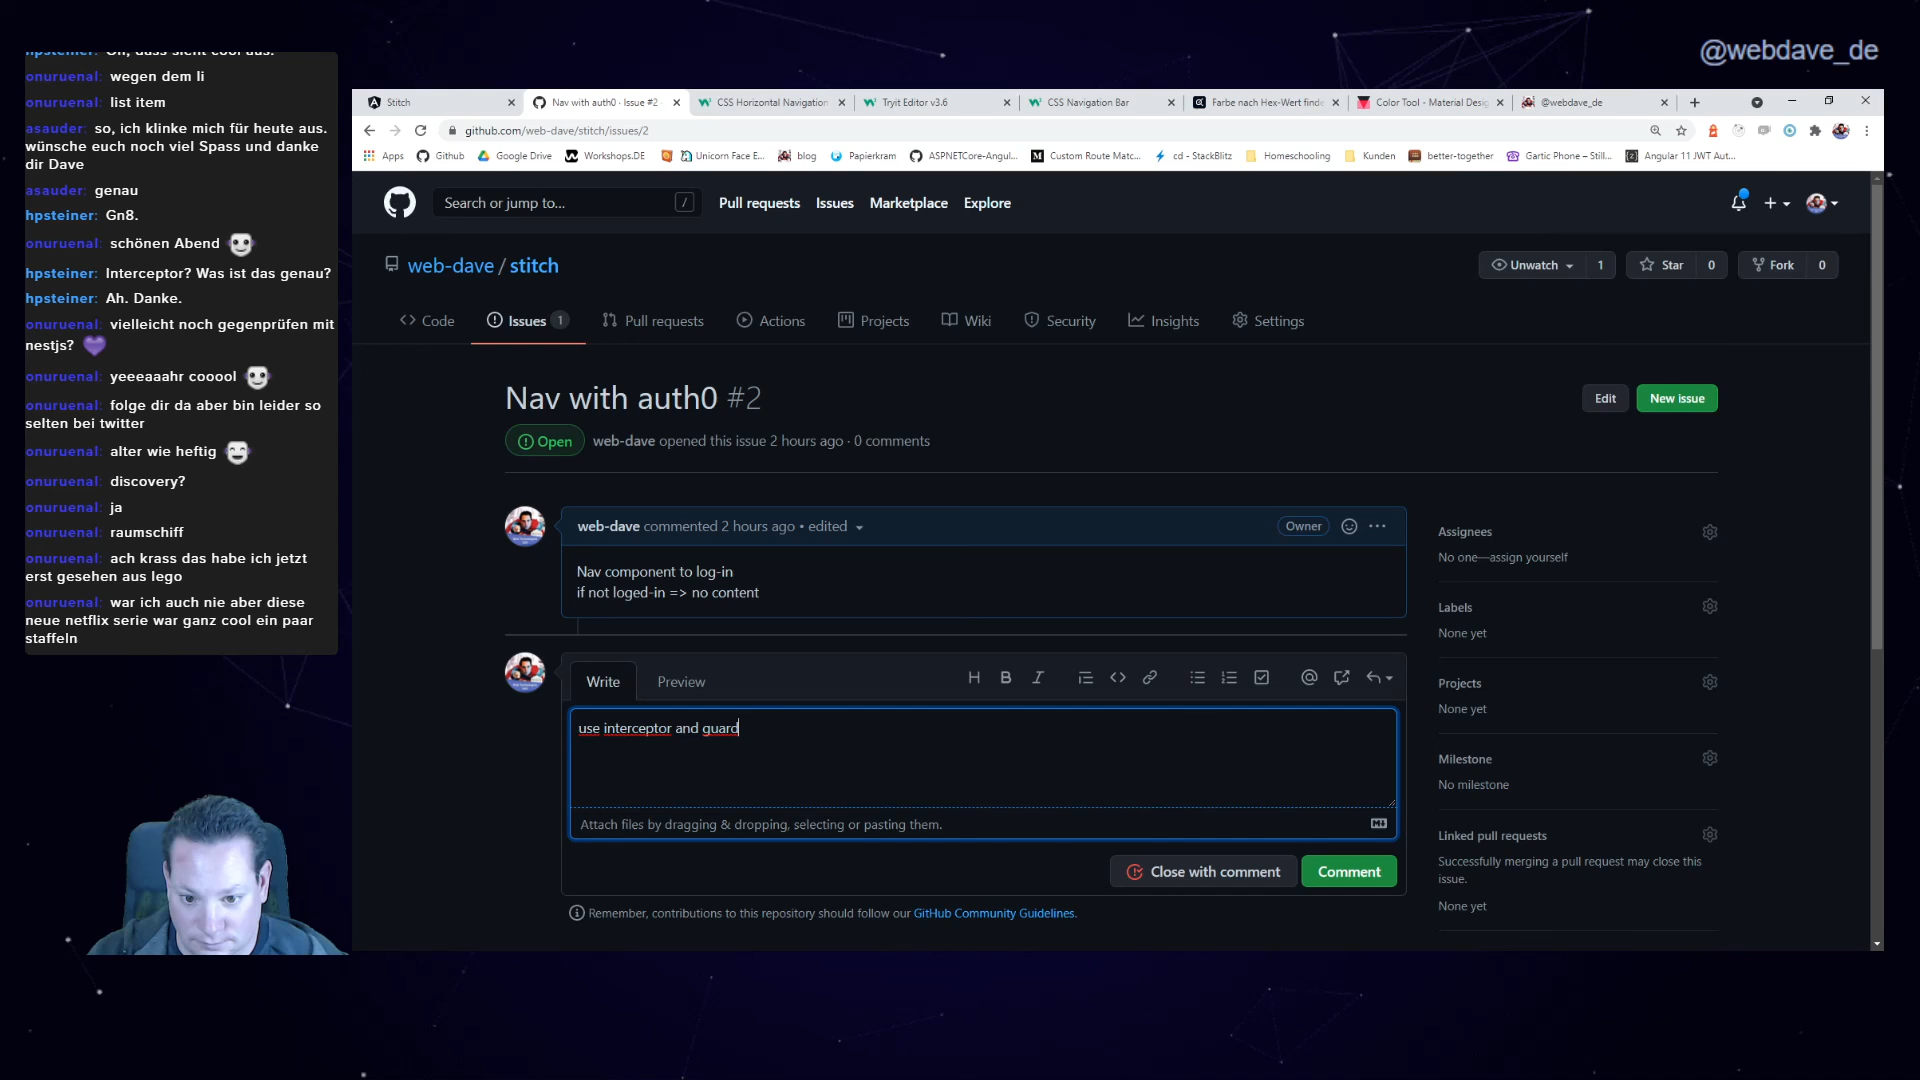 @webdave_de
hpsteiner: Oh, dass sieht cool aus.
onuruenal: wegen dem li
onuruenal: list item
asauder: so, ich klinke mich für heute aus.
wünsche euch noch viel Spass und danke
dir Dave
asauder: genau
hpsteiner: Gn8.
onuruenal: schönen Abend
hpsteiner: Interceptor? Was ist das genau?
hpsteiner: Ah. Danke.
onuruenal: vielleicht noch gegenprüfen mit
nestjs?
onuruenal: yeeeaaahr cooool
onuruenal: folge dir da aber bin leider so
selten bei twitter
onuruenal: alter wie heftig
onuruenal: discovery?
onuruenal: ja
onuruenal: raumschiff
onuruenal: ach krass das habe ich jetzt
erst gesehen aus lego
onuruenal: war ich auch nie aber diese
neue netflix serie war ganz cool ein paar
staffeln
Stitch
Nav with auth0 · Issue #2
CSS Horizontal Navigation
Tryit Editor v3.6
CSS Navigation Bar
Farbe nach Hex-Wert finde
Color Tool - Material Desig
@webdave_de
github.com/web-dave/stitch/issues/2
Apps Github Google Drive Workshops.DE Unicorn Face E... blog Papierkram ASPNETCore-Angul... Custom Route Matc... cd - StackBlitz Homeschooling Kunden better-together Gartic Phone – Still... Angular 11 JWT Aut...
Search or jump to... /
Pull requests Issues Marketplace Explore
web-dave / stitch
Unwatch 1 Star 0 Fork 0
Code Issues 1 Pull requests Actions Projects Wiki Security Insights Settings
Nav with auth0 #2
Edit New issue
Open web-dave opened this issue 2 hours ago · 0 comments
web-dave commented 2 hours ago • edited
Owner
Nav component to log-in
if not loged-in => no content
Write Preview
use interceptor and guard
Attach files by dragging & dropping, selecting or pasting them.
Close with comment Comment
Remember, contributions to this repository should follow our GitHub Community Guidelines.
Assignees
No one—assign yourself
Labels
None yet
Projects
None yet
Milestone
No milestone
Linked pull requests
Successfully merging a pull request may close this
issue.
None yet